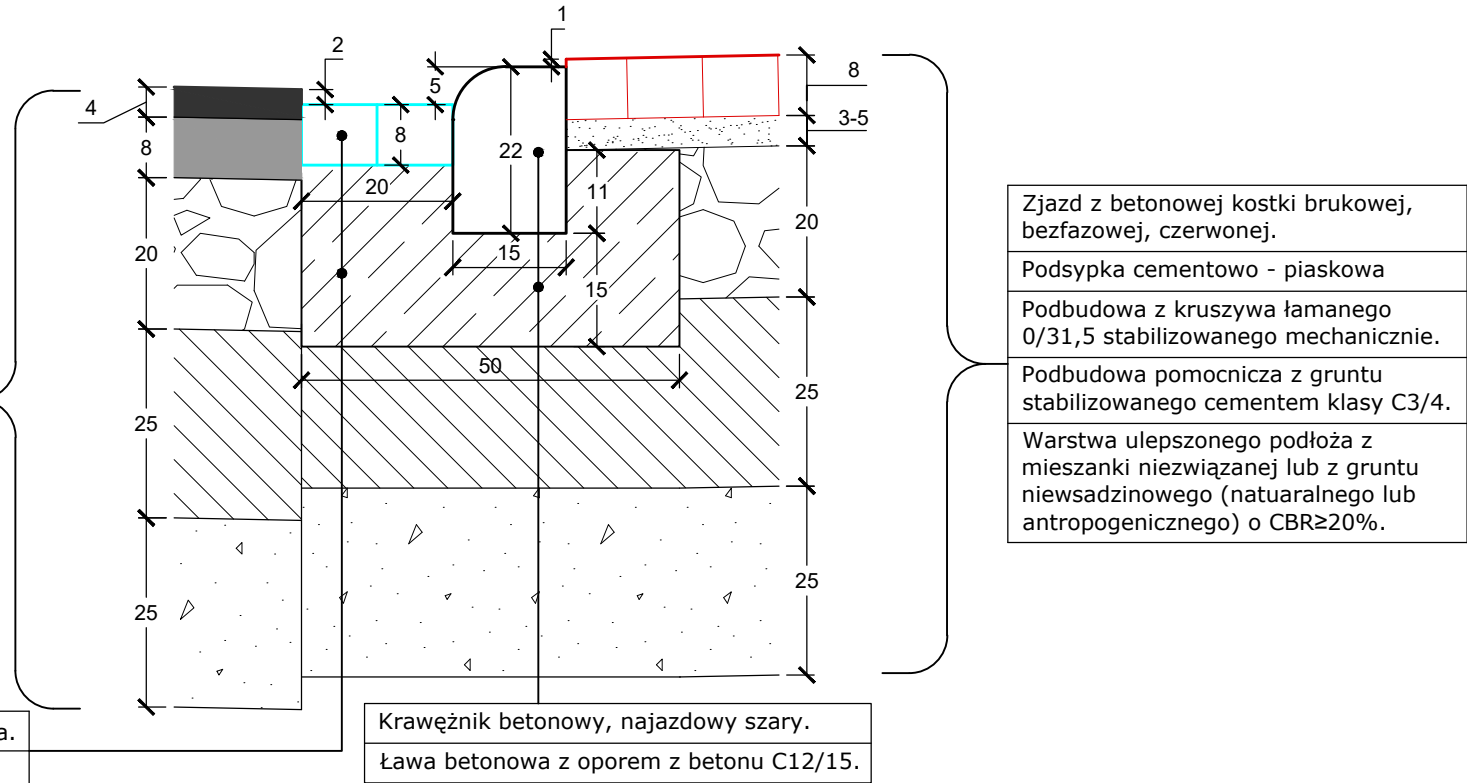 1
2
5
4
8
8
3-5
8
22
20
11
20
20
15
15
50
25
25
25
25
Zjazd z betonowej kostki brukowej,
bezfazowej, czerwonej.
Podsypka cementowo - piaskowa
Podbudowa z kruszywa łamanego
0/31,5 stabilizowanego mechanicznie.
Podbudowa pomocnicza z gruntu
stabilizowanego cementem klasy C3/4.
Warstwa ulepszonego podłoża z
mieszanki niezwiązanej lub z gruntu
niewsadzinowego (natuaralnego lub
antropogenicznego) o CBR≥20%.
a.
Krawężnik betonowy, najazdowy szary.
Ława betonowa z oporem z betonu C12/15.